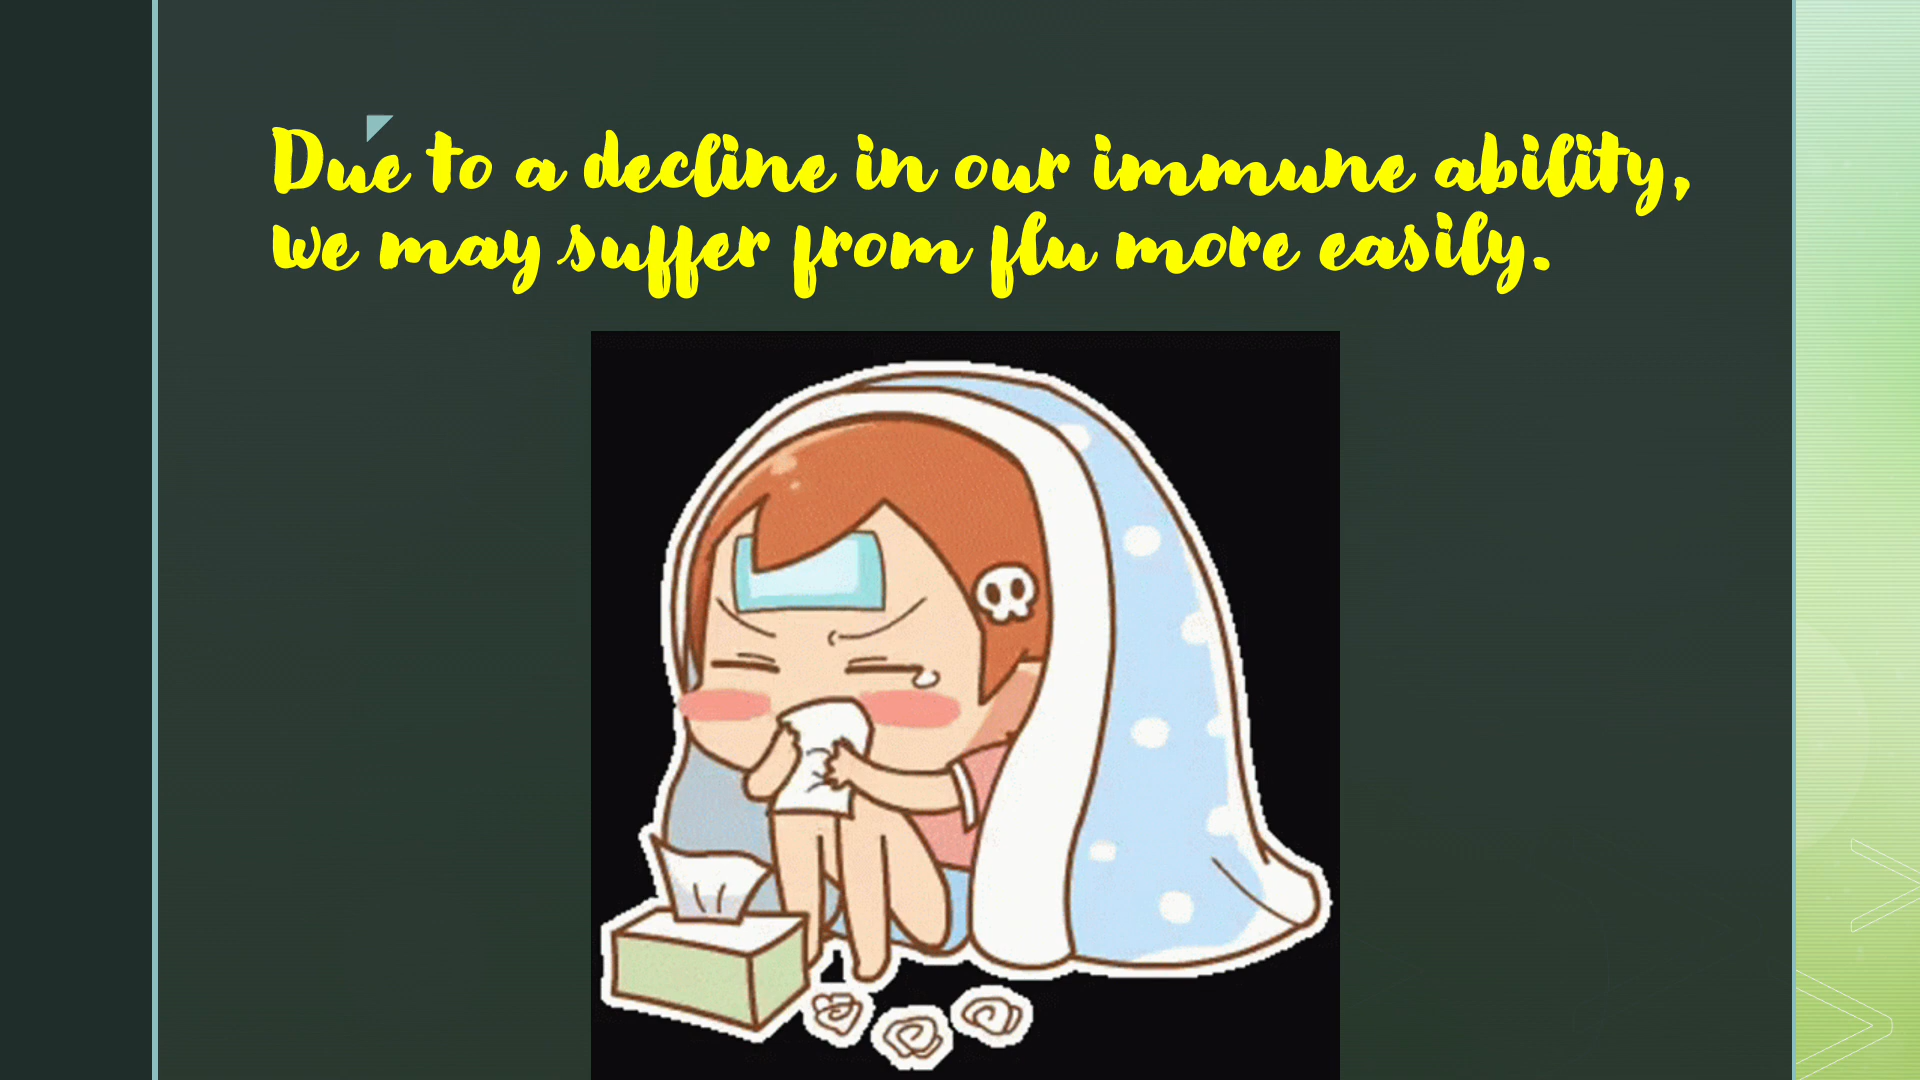 Due to a decline in our immune ability,
we may suffer from flu more easily.